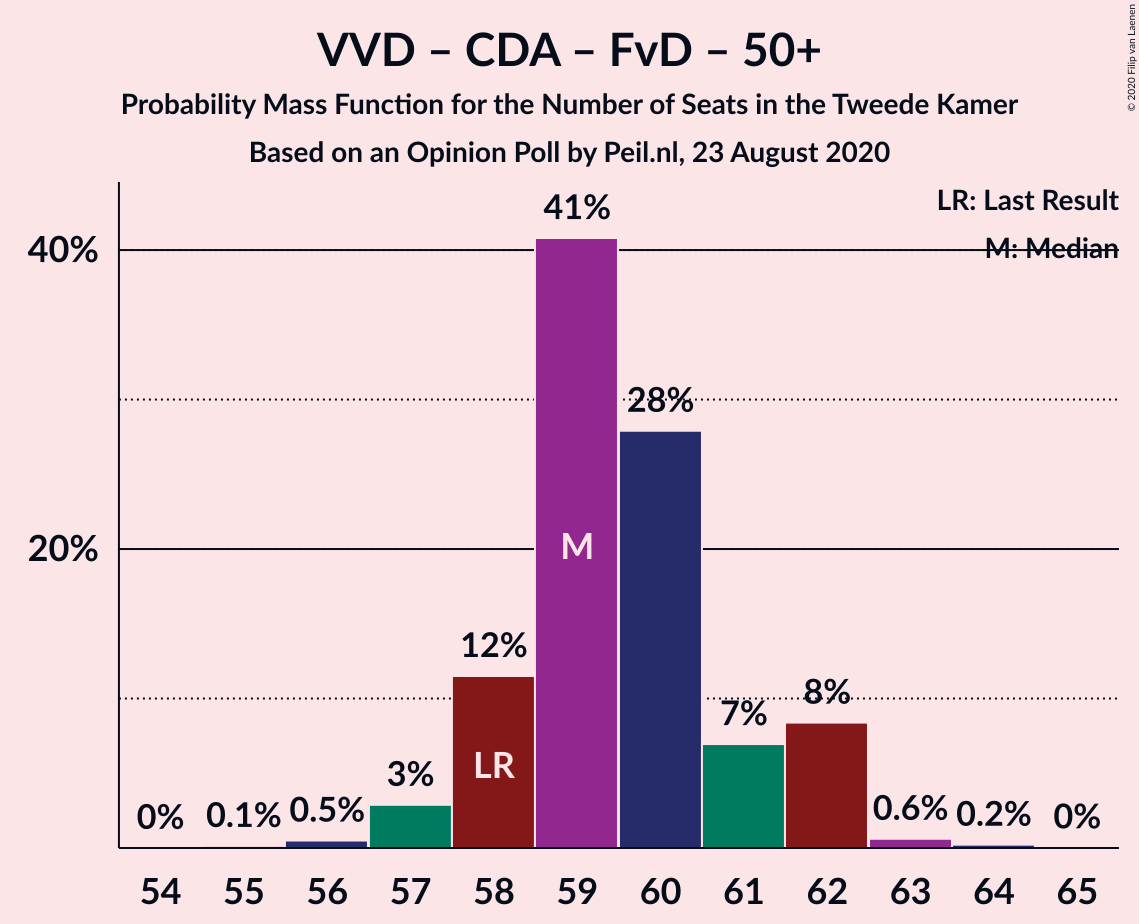 VVD – CDA – FvD – 50+
Probability Mass Function for the Number of Seats in the Tweede Kamer
Based on an Opinion Poll by Peil.nl, 23 August 2020
© 2020 Filip van Laenen
LR: Last Result
M: Median
40%
20%
0%
0.1%
0.5%
3%
12%
41%
28%
7%
8%
0.6%
0.2%
0%
LR
M
54 55 56 57 58 59 60 61 62 63 64 65